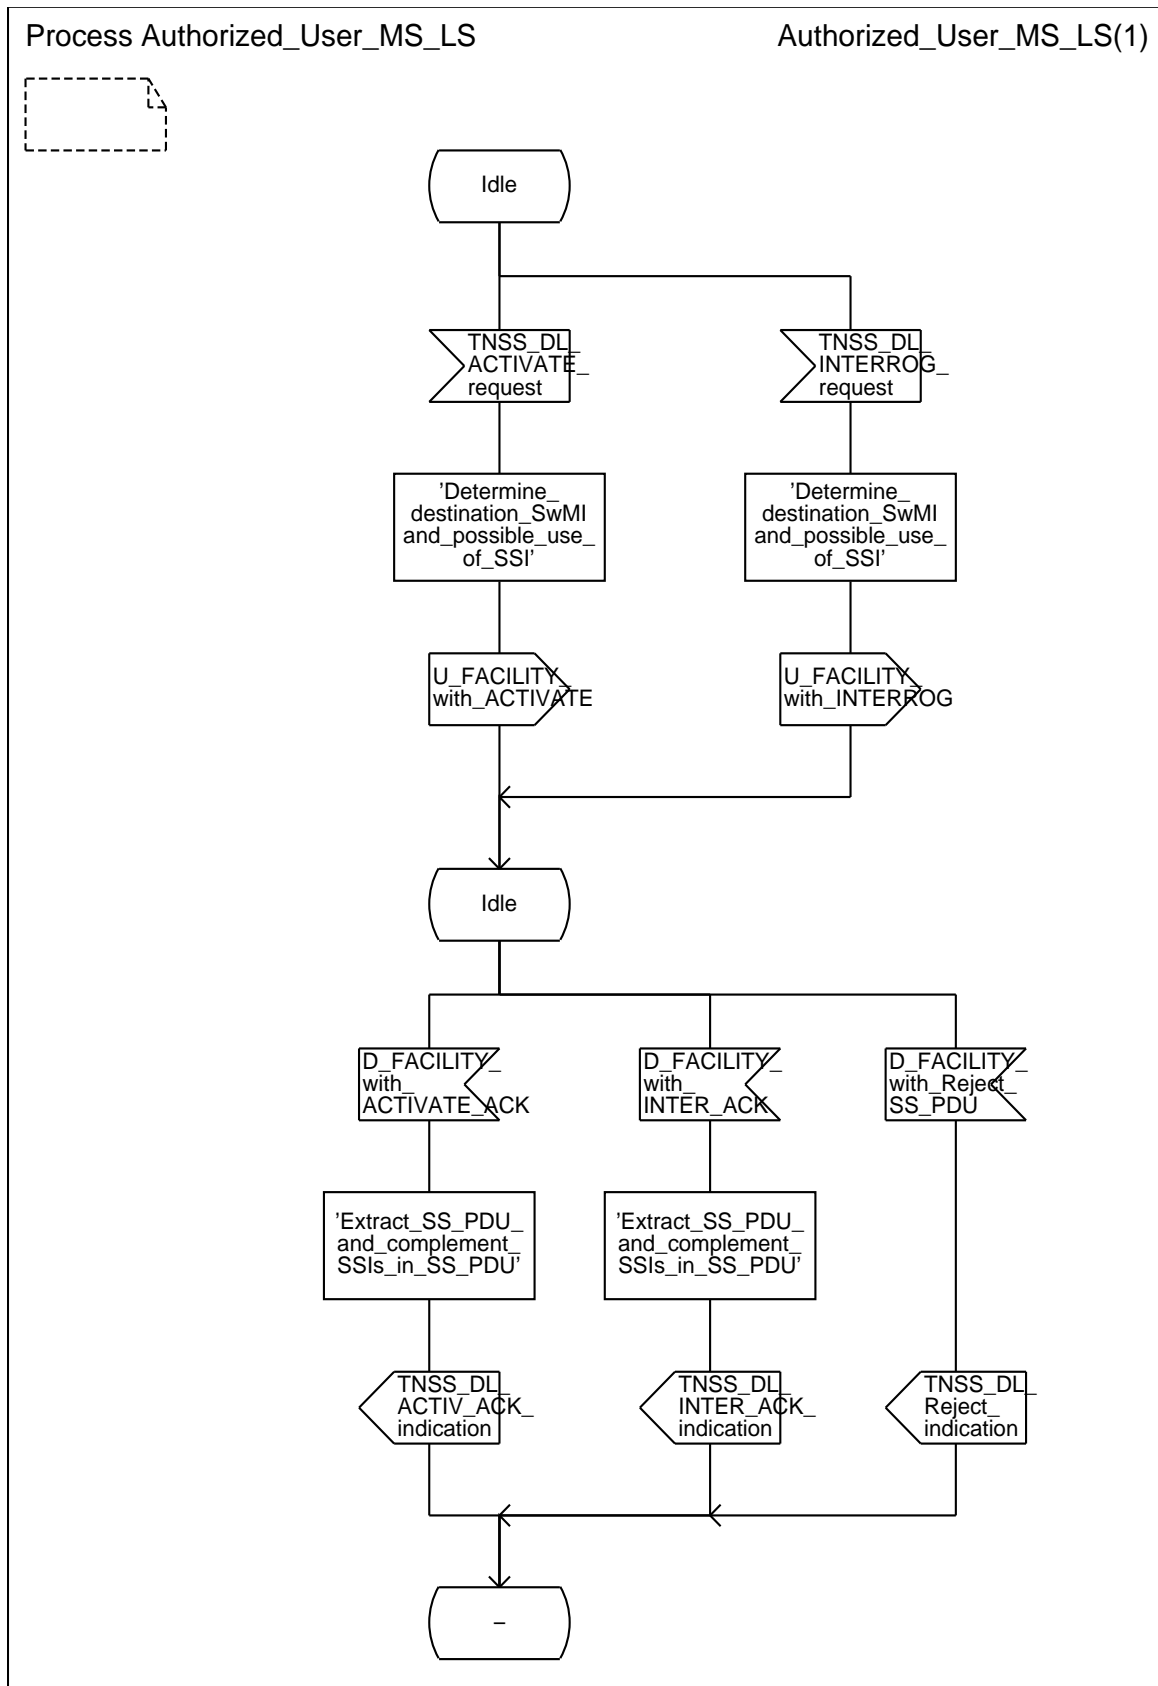 Process Authorized_User_MS_LS
Authorized_User_MS_LS(1)
Idle
TNSS_DL_
ACTIVATE_
request
TNSS_DL_
INTERROG_
request
'Determine_
destination_SwMI
and_possible_use_
of_SSI'
'Determine_
destination_SwMI
and_possible_use_
of_SSI'
U_FACILITY_
with_ACTIVATE
U_FACILITY_
with_INTERROG
Idle
D_FACILITY_
with_
ACTIVATE_ACK
D_FACILITY_
with_
INTER_ACK
D_FACILITY_
with_Reject_
SS_PDU
'Extract_SS_PDU_
and_complement_
SSIs_in_SS_PDU'
'Extract_SS_PDU_
and_complement_
SSIs_in_SS_PDU'
TNSS_DL_
ACTIV_ACK_
indication
TNSS_DL_
INTER_ACK_
indication
TNSS_DL_
Reject_
indication
–